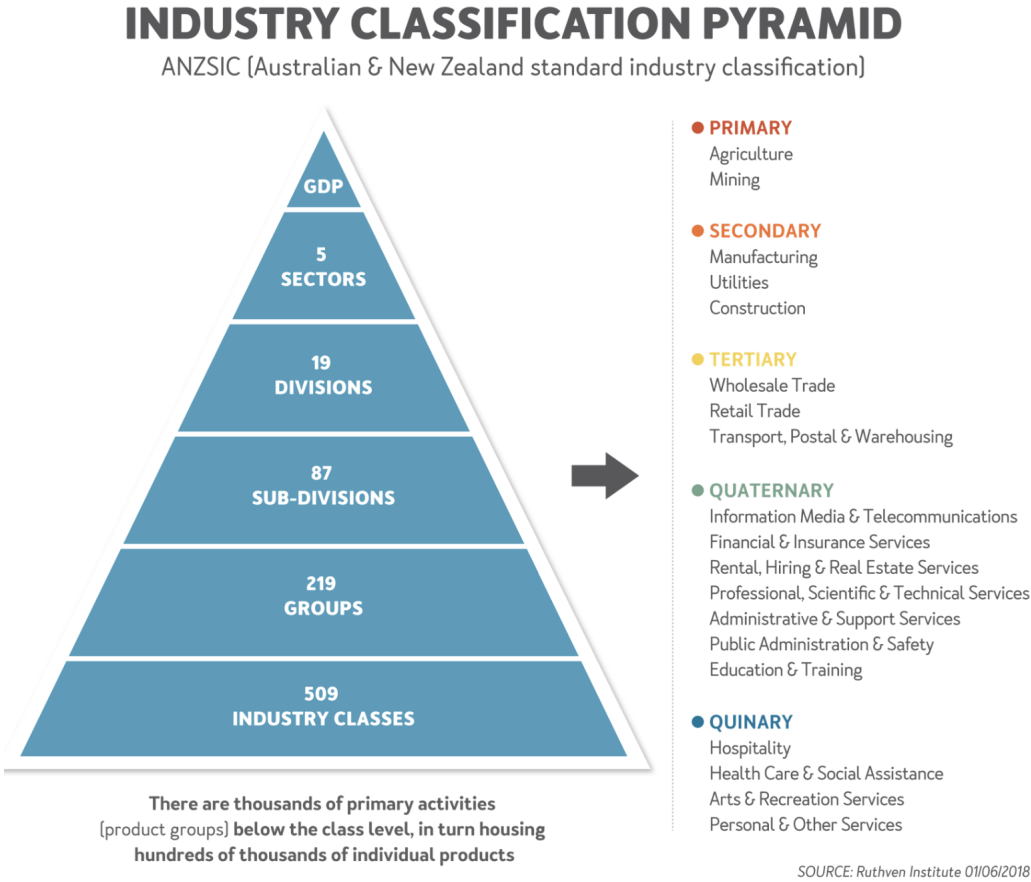 INDUSTRY CLASSIFICATION PYRAMID
ANZSIC (Australian & New Zealand standard industry classification)
GDP
5
SECTORS
19
DIVISIONS
87
SUB-DIVISIONS
219
GROUPS
509
INDUSTRY CLASSES
There are thousands of primary activities
(product groups) below the class level, in turn housing
hundreds of thousands of individual products
PRIMARY
Agriculture
Mining
SECONDARY
Manufacturing
Utilities
Construction
TERTIARY
Wholesale Trade
Retail Trade
Transport, Postal & Warehousing
QUATERNARY
Information Media & Telecommunications
Financial & Insurance Services
Rental, Hiring & Real Estate Services
Professional, Scientific & Technical Services
Administrative & Support Services
Public Administration & Safety
Education & Training
QUINARY
Hospitality
Health Care & Social Assistance
Arts & Recreation Services
Personal & Other Services
SOURCE: Ruthven Institute 01/06/2018